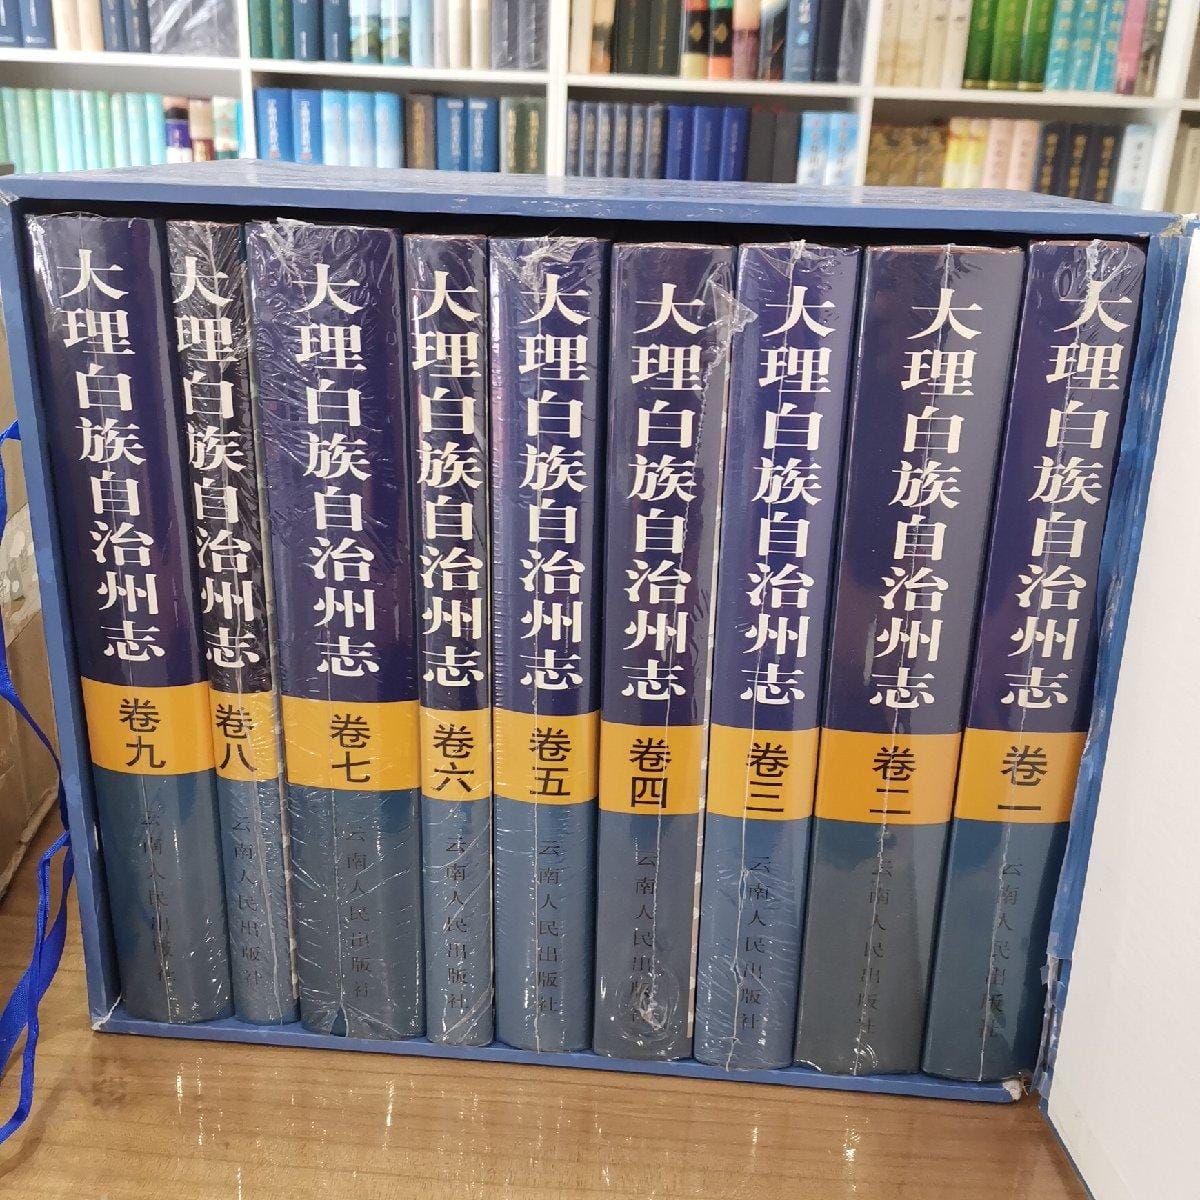 大理白族自治州志
卷九
云南人民出版社
大理白族自治州志
卷八
云南人民出版社
大理白族自治州志
卷七
云南人民出版社
大理白族自治州志
卷六
云南人民出版社
大理白族自治州志
卷五
云南人民出版社
大理白族自治州志
卷四
云南人民出版社
大理白族自治州志
卷三
云南人民出版社
大理白族自治州志
卷二
云南人民出版社
大理白族自治州志
卷一
云南人民出版社